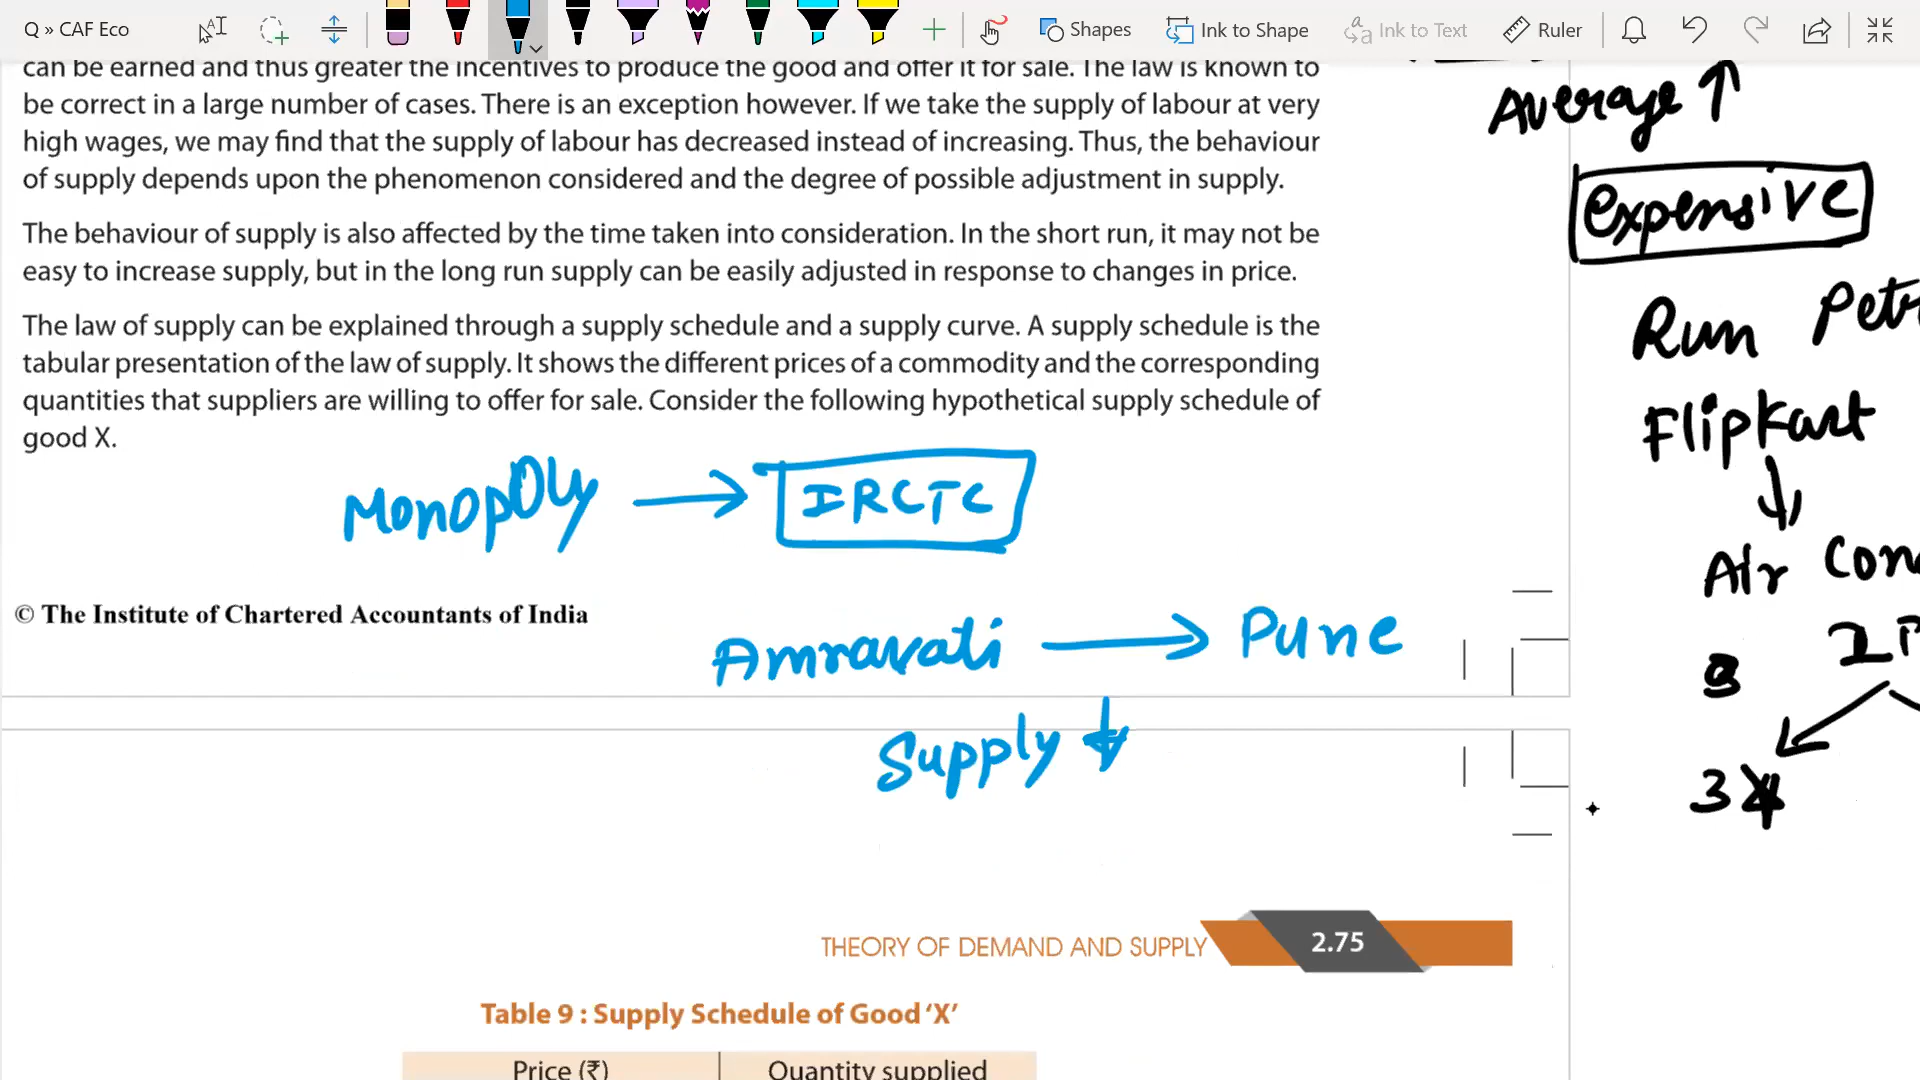 Q » CAF Eco
Shapes
Ink to Shape
Ink to Text
Ruler
can be earned and thus greater the incentives to produce the good and offer it for sale. The law is known to
be correct in a large number of cases. There is an exception however. If we take the supply of labour at very
high wages, we may find that the supply of labour has decreased instead of increasing. Thus, the behaviour
of supply depends upon the phenomenon considered and the degree of possible adjustment in supply.
The behaviour of supply is also affected by the time taken into consideration. In the short run, it may not be
easy to increase supply, but in the long run supply can be easily adjusted in response to changes in price.
The law of supply can be explained through a supply schedule and a supply curve. A supply schedule is the
tabular presentation of the law of supply. It shows the different prices of a commodity and the corresponding
quantities that suppliers are willing to offer for sale. Consider the following hypothetical supply schedule of
good X.
Monopoly → IRCTC
© The Institute of Chartered Accountants of India
Amravati → Pune
Supply ↓
Average ↑
Expensive
Run Petr
Flipkart
↓
Air Con
3
THEORY OF DEMAND AND SUPPLY 2.75
Table 9 : Supply Schedule of Good ‘X’
Price (₹) Quantity supplied